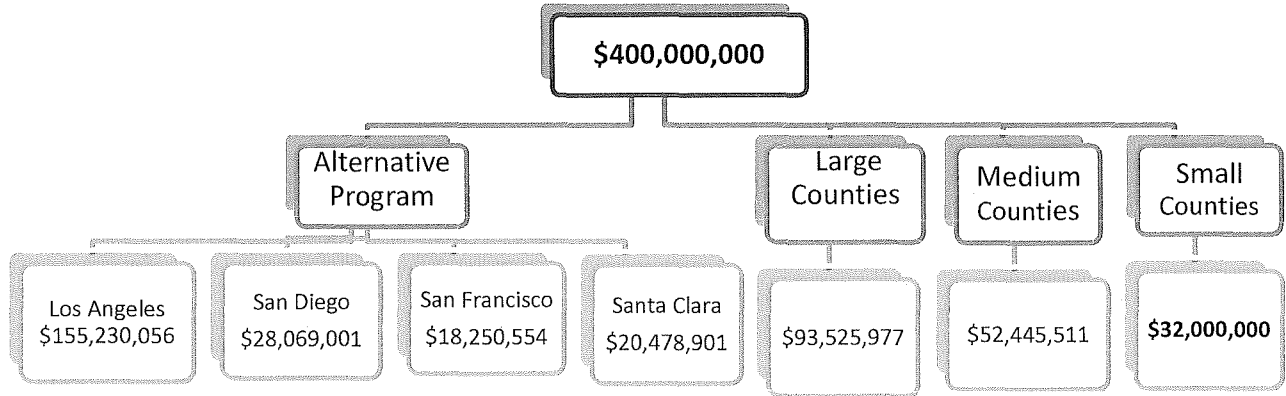 $400,000,000
Alternative
Program
Large
Counties
Medium
Counties
Small
Counties
Los Angeles
$155,230,056
San Diego
$28,069,001
San Francisco
$18,250,554
Santa Clara
$20,478,901
$93,525,977
$52,445,511
$32,000,000